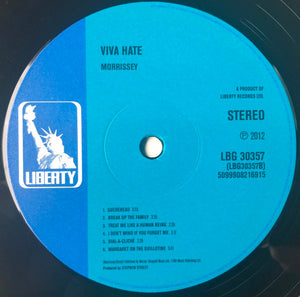 VIVA HATE
MORRISSEY
A PRODUCT OF
LIBERTY RECORDS LTD.
STEREO
℗ 2012
LBG 30357
(LBG30357B)
5099908216915
LIBERTY
1. SUEDEHEAD
2. BREAK UP THE FAMILY
3. TREAT ME LIKE A HUMAN BEING
4. I DON'T MIND IF YOU FORGET ME
5. DIAL-A-CLICHÉ
6. MARGARET ON THE GUILLOTINE
Produced by STEPHEN STREET